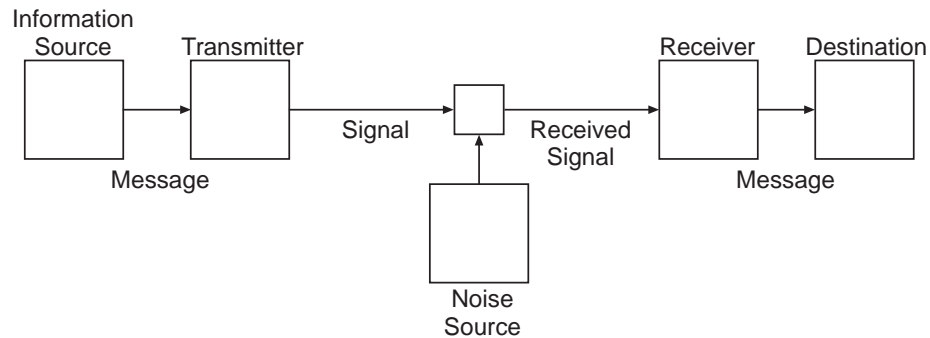 Information
Source
Transmitter
Receiver
Destination
Signal
Received
Signal
Message
Message
Noise
Source